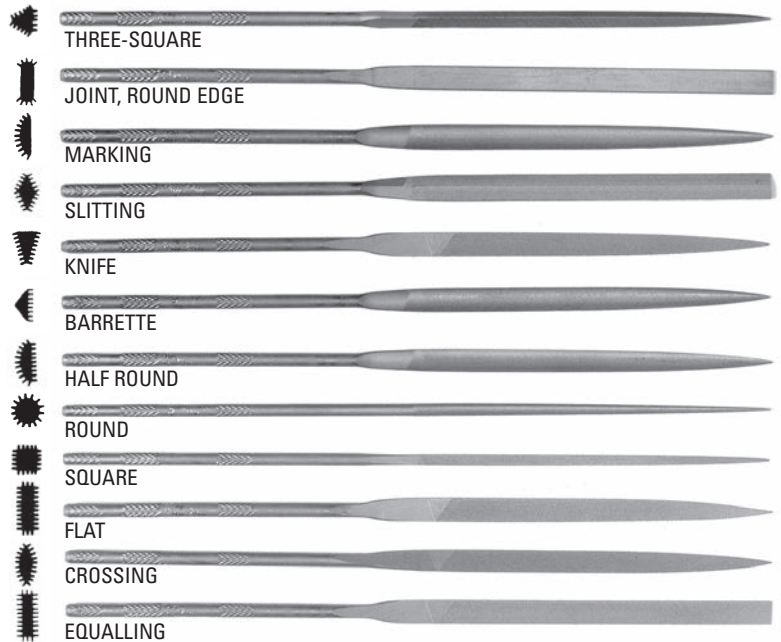 THREE-SQUARE
JOINT, ROUND EDGE
MARKING
SLITTING
KNIFE
BARRETTE
HALF ROUND
ROUND
SQUARE
FLAT
CROSSING
EQUALLING